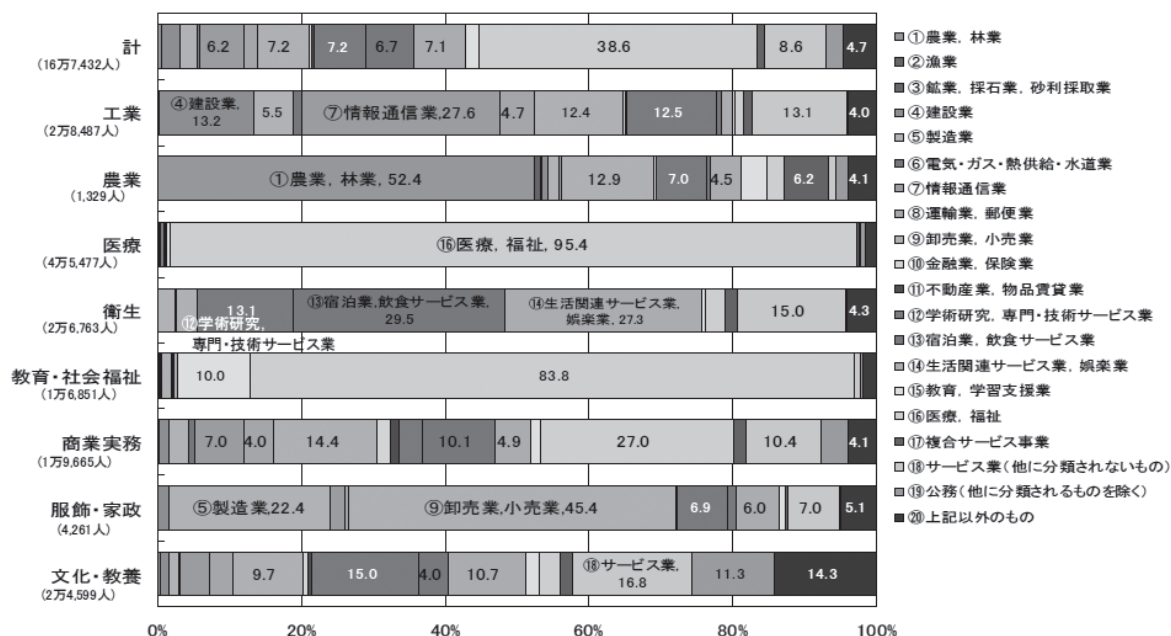 計
(16万7,432人)
6.2 7.2 7.2 6.7 7.1 38.6 8.6 4.7
工業
(2万8,487人)
④建設業,
13.2
5.5 ⑦情報通信業,27.6 4.7 12.4 12.5 13.1 4.0
農業
(1,329人)
①農業, 林業, 52.4 12.9 7.0 4.5 6.2 4.1
医療
(4万5,477人)
⑯医療, 福祉, 95.4
衛生
(2万6,763人)
13.1
⑫学術研究,
専門・技術サービス業
⑬宿泊業,飲食サービス業,
29.5
⑭生活関連サービス業,
娯楽業, 27.3
15.0 4.3
教育・社会福祉
(1万6,851人)
10.0 83.8
商業実務
(1万9,665人)
7.0 4.0 14.4 10.1 4.9 27.0 10.4 4.1
服飾・家政
(4,261人)
⑤製造業,22.4 ⑨卸売業,小売業,45.4 6.9 6.0 7.0 5.1
文化・教養
(2万4,599人)
9.7 15.0 4.0 10.7
⑱サービス業,
16.8
11.3 14.3
0% 20% 40% 60% 80% 100%
①農業, 林業
②漁業
③鉱業, 採石業, 砂利採取業
④建設業
⑤製造業
⑥電気・ガス・熱供給・水道業
⑦情報通信業
⑧運輸業, 郵便業
⑨卸売業, 小売業
⑩金融業, 保険業
⑪不動産業, 物品賃貸業
⑫学術研究, 専門・技術サービス業
⑬宿泊業, 飲食サービス業
⑭生活関連サービス業, 娯楽業
⑮教育, 学習支援業
⑯医療, 福祉
⑰複合サービス事業
⑱サービス業(他に分類されないもの)
⑲公務(他に分類されるものを除く)
⑳上記以外のもの